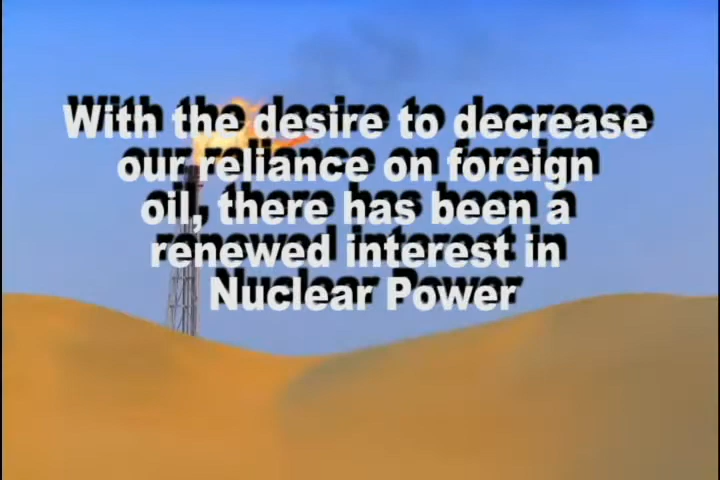 With the desire to decrease
our reliance on foreign
oil, there has been a
renewed interest in
Nuclear Power